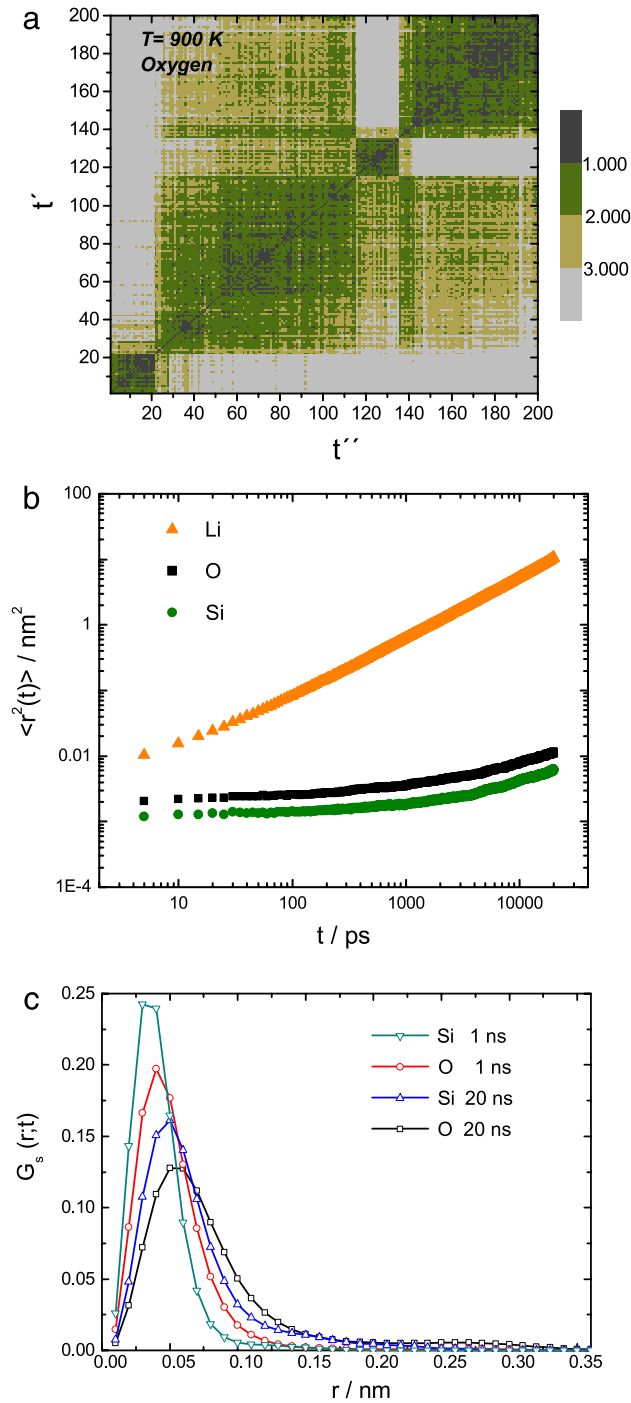 a
T= 900 K
Oxygen
200
180
160
140
120
100
80
60
40
20
t´
20 40 60 80 100 120 140 160 180 200
t´´
1.000
2.000
3.000
b
100
1
0.01
1E-4
<r²(t)> / nm²
Li
O
Si
10 100 1000 10000
t / ps
c
0.25
0.20
0.15
0.10
0.05
0.00
G_s (r:t)
Si 1 ns
O 1 ns
Si 20 ns
O 20 ns
0.00 0.05 0.10 0.15 0.20 0.25 0.30 0.35
r / nm